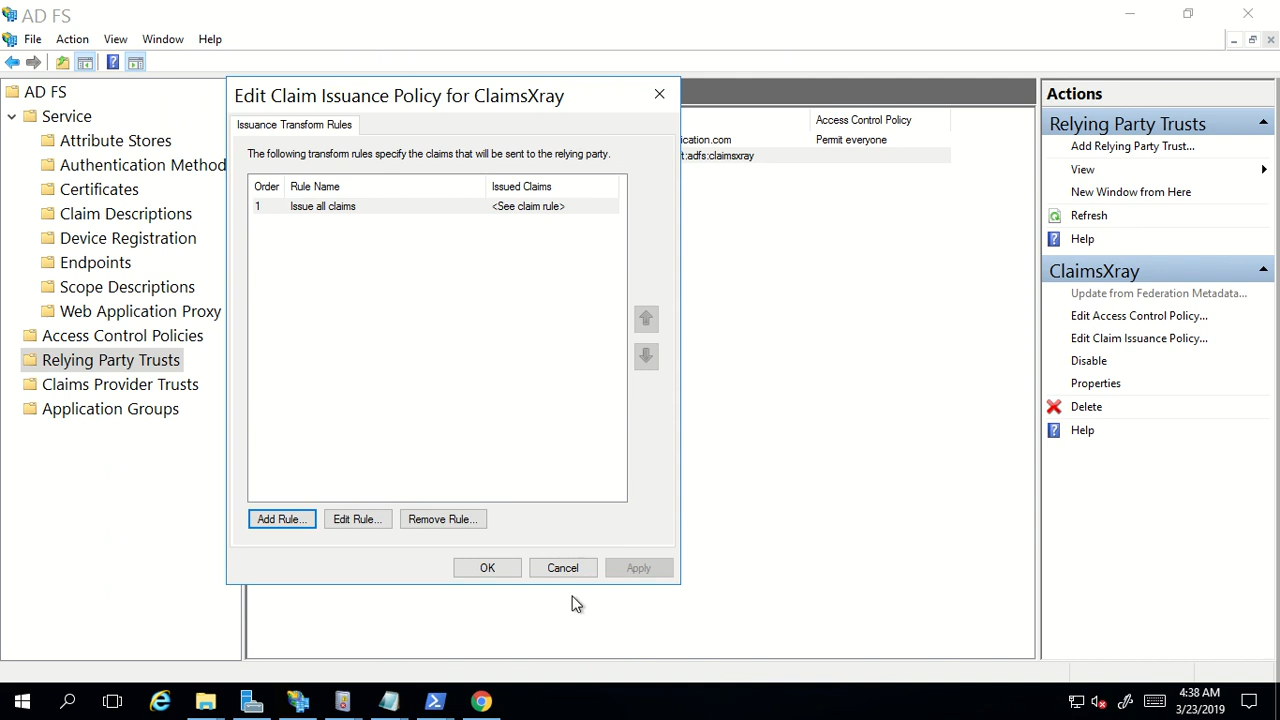 AD FS
File Action View Window Help
AD FS
Service
Attribute Stores
Authentication Method
Certificates
Claim Descriptions
Device Registration
Endpoints
Scope Descriptions
Web Application Proxy
Access Control Policies
Relying Party Trusts
Claims Provider Trusts
Application Groups
Edit Claim Issuance Policy for ClaimsXray
Issuance Transform Rules
The following transform rules specify the claims that will be sent to the relying party.
Order Rule Name Issued Claims
1 Issue all claims <See claim rule>
Add Rule... Edit Rule... Remove Rule...
OK Cancel Apply
Access Control Policy
ication.com Permit everyone
t:adfs:claimsxray
Actions
Relying Party Trusts
Add Relying Party Trust...
View
New Window from Here
Refresh
Help
ClaimsXray
Update from Federation Metadata...
Edit Access Control Policy...
Edit Claim Issuance Policy...
Disable
Properties
Delete
Help
4:38 AM
3/23/2019